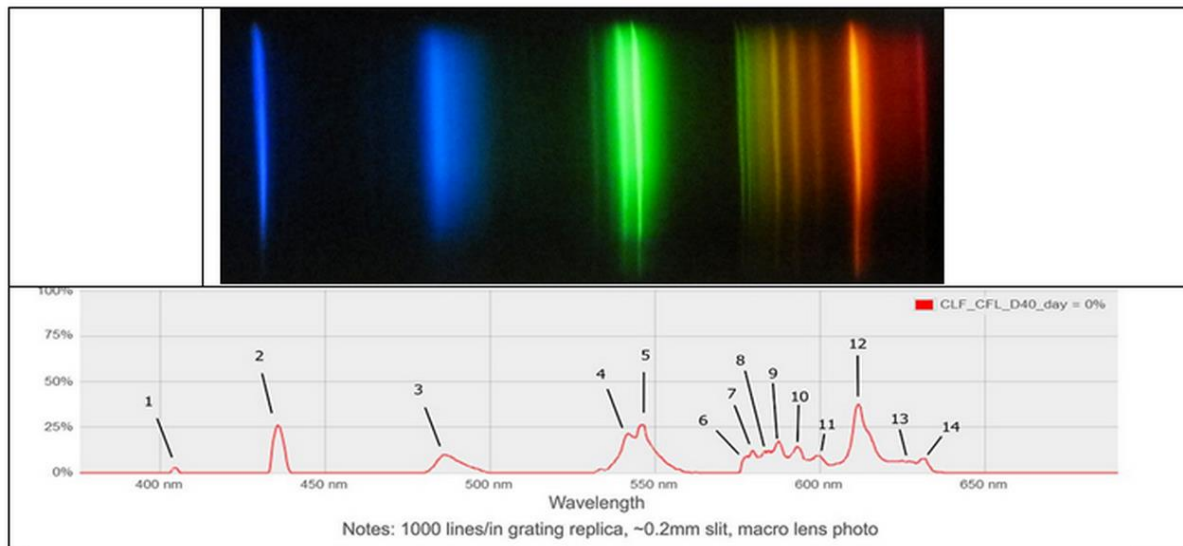 100%
CLF_CFL_D40_day = 0%
75%
12
2
5
8
50%
4
9
3
7
10
1
6
11
13
14
25%
0%
400 nm
450 nm
500 nm
550 nm
600 nm
650 nm
Wavelength
Notes: 1000 lines/in grating replica, ~0.2mm slit, macro lens photo